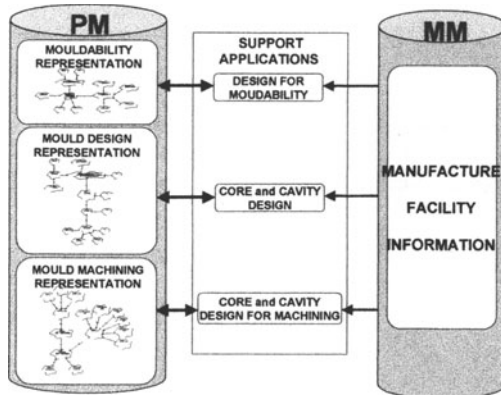 PM
MOULDABILITY
REPRESENTATION
MOULD DESIGN
REPRESENTATION
MOULD MACHINING
REPRESENTATION
SUPPORT
APPLICATIONS
DESIGN FOR
MOUDABILITY
CORE and CAVITY
DESIGN
CORE and CAVITY
DESIGN FOR MACHINING
MM
MANUFACTURE
FACILITY
INFORMATION